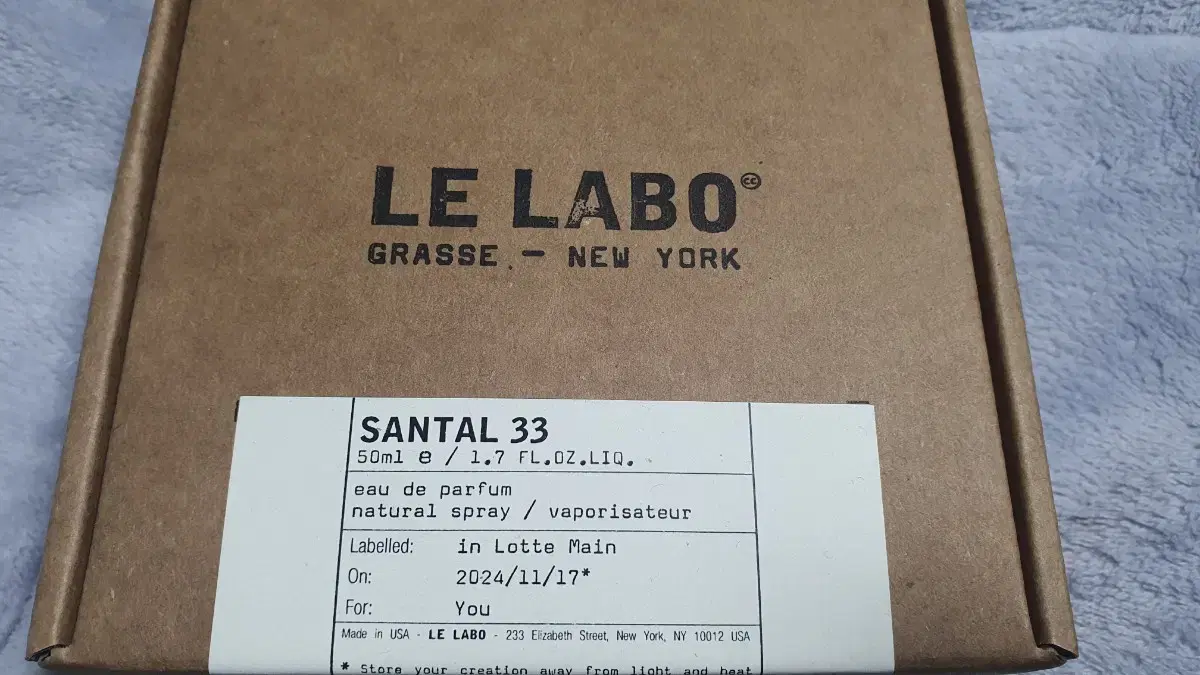 LE LABO
GRASSE - NEW YORK
SANTAL 33
50ml e / 1.7 FL.OZ.LIQ.
eau de parfum
natural spray / vaporisateur
Labelled: in Lotte Main
On: 2024/11/17*
For: You
Made in USA - LE LABO - 233 Elizabeth Street, New York, NY 10012 USA
* Store your creation away from light and heat